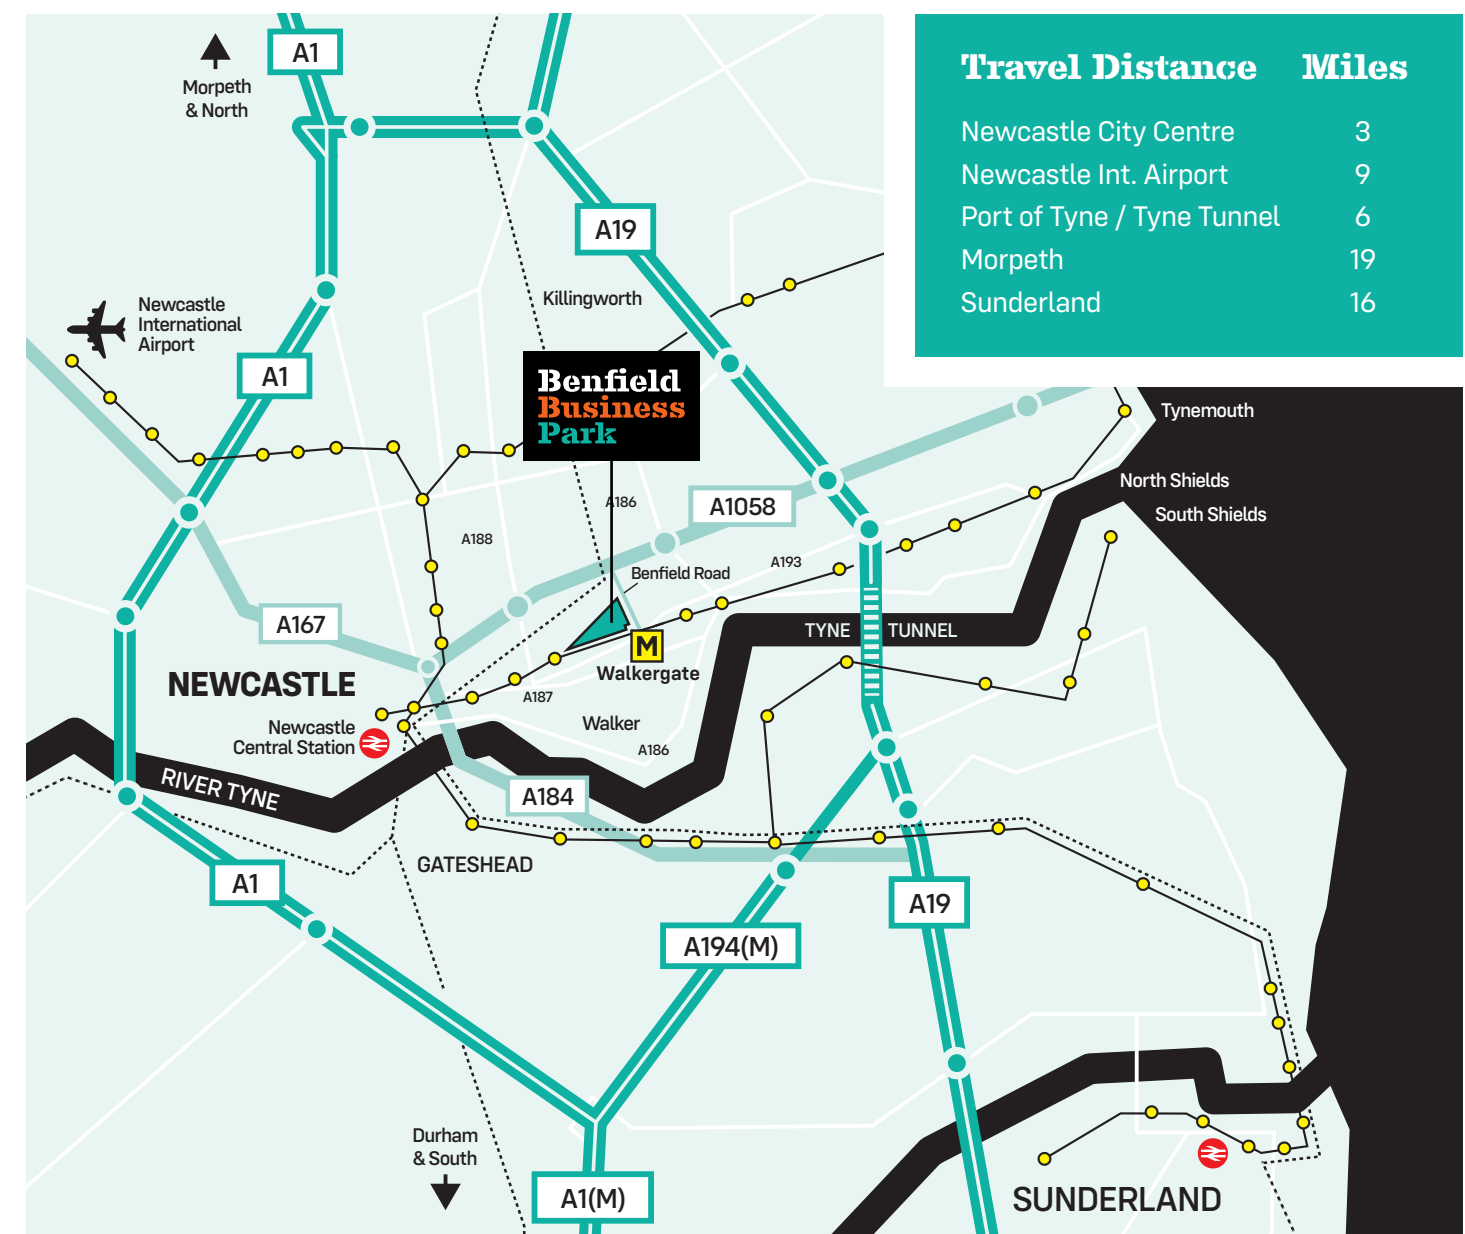 A1
Morpeth
& North
Travel Distance Miles
Newcastle City Centre 3
Newcastle Int. Airport 9
Port of Tyne / Tyne Tunnel 6
Morpeth 19
Sunderland 16
A19
Killingworth
Newcastle
International
Airport
A1
Benfield
Business
Park
Tynemouth
North Shields
South Shields
A186
A1058
A188
A193
Benfield Road
A167
TYNE TUNNEL
M
Walkergate
NEWCASTLE
A187
Newcastle
Central Station
Walker
A186
RIVER TYNE
A184
GATESHEAD
A1
A19
A194(M)
Durham
& South
A1(M)
SUNDERLAND